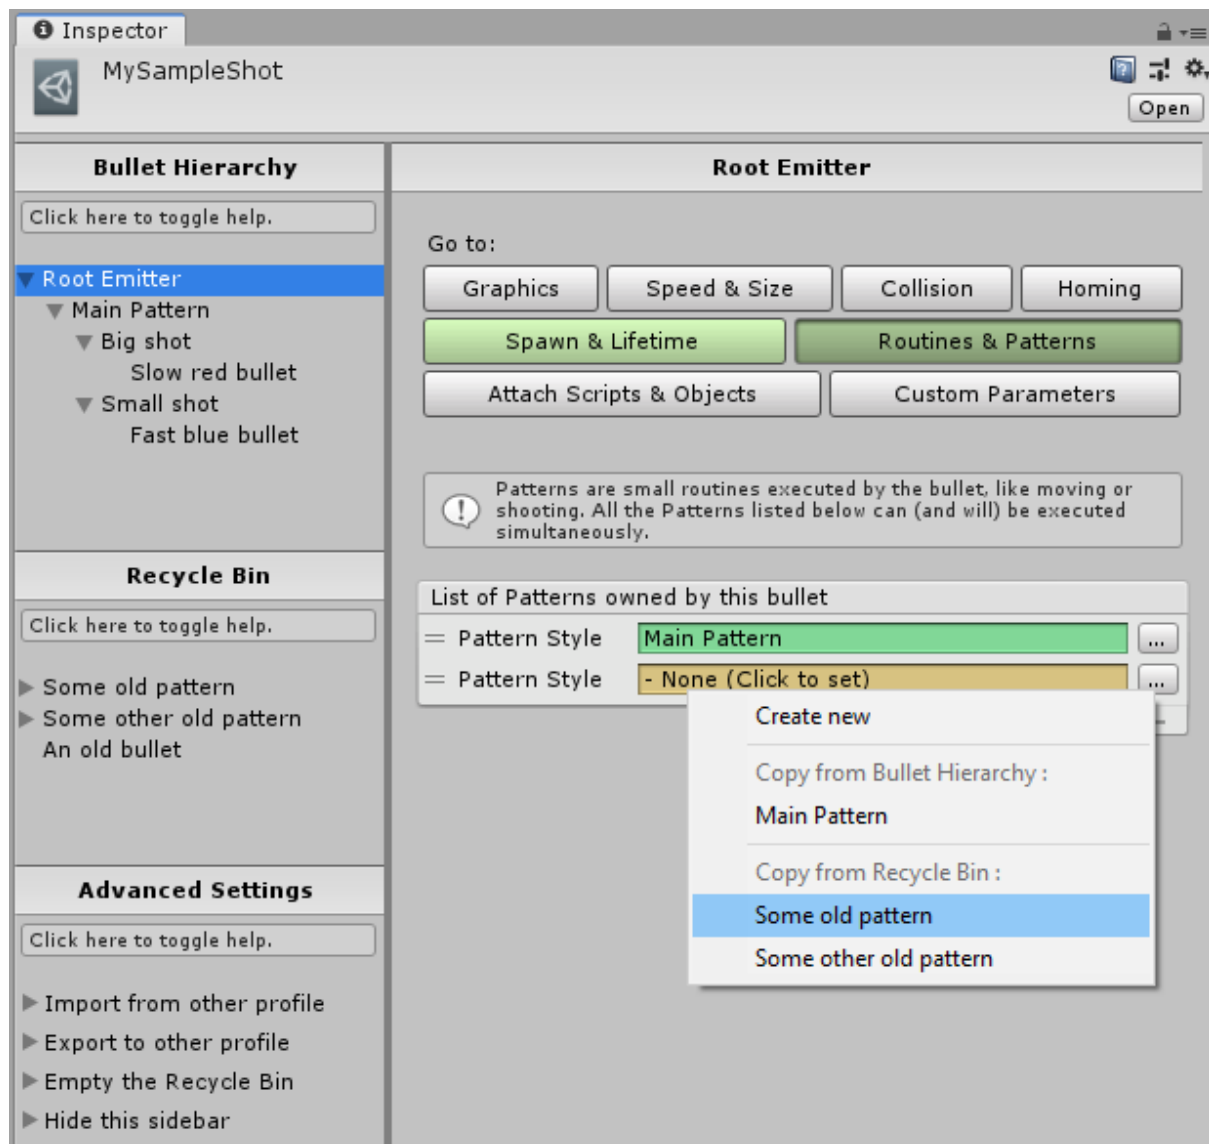 Inspector
MySampleShot
Open
Bullet Hierarchy
Click here to toggle help.
Root Emitter
Main Pattern
Big shot
Slow red bullet
Small shot
Fast blue bullet
Recycle Bin
Click here to toggle help.
Some old pattern
Some other old pattern
An old bullet
Advanced Settings
Click here to toggle help.
Import from other profile
Export to other profile
Empty the Recycle Bin
Hide this sidebar
Root Emitter
Go to:
Graphics Speed & Size Collision Homing
Spawn & Lifetime Routines & Patterns
Attach Scripts & Objects Custom Parameters
Patterns are small routines executed by the bullet, like moving or
shooting. All the Patterns listed below can (and will) be executed
simultaneously.
List of Patterns owned by this bullet
Pattern Style Main Pattern ...
Pattern Style - None (Click to set) ...
Create new
Copy from Bullet Hierarchy :
Main Pattern
Copy from Recycle Bin :
Some old pattern
Some other old pattern